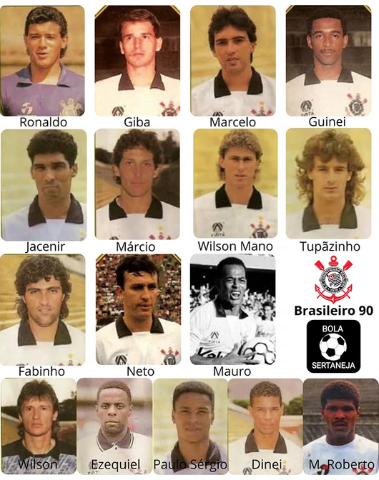 Ronaldo Giba Marcelo Guinei
Jacenir Márcio Wilson Mano Tupãzinho
Brasileiro 90
BOLA
SERTANEJA
Fabinho Neto Mauro
Wilson Ezequiel Paulo Sérgio Dinei M. Roberto